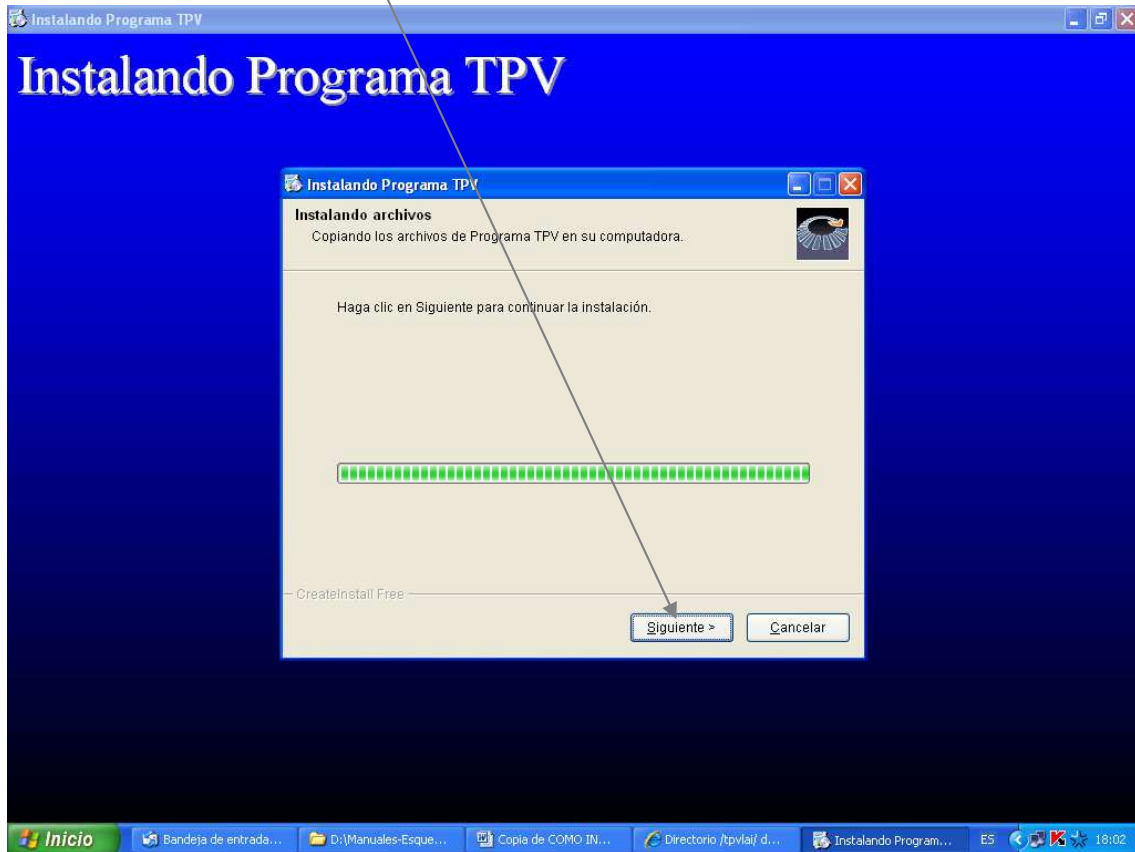 Instalando Programa TPV
Instalando Programa TPV
Instalando Programa TPV
Instalando archivos
Copiando los archivos de Programa TPV en su computadora.
Haga clic en Siguiente para continuar la instalación.
CreateInstall Free
Siguiente >
Cancelar
Inicio
Bandeja de entrada...
D:\Manuales-Esque...
Copia de COMO IN...
Directorio /tpvlaj/ d...
Instalando Program...
ES
18:02